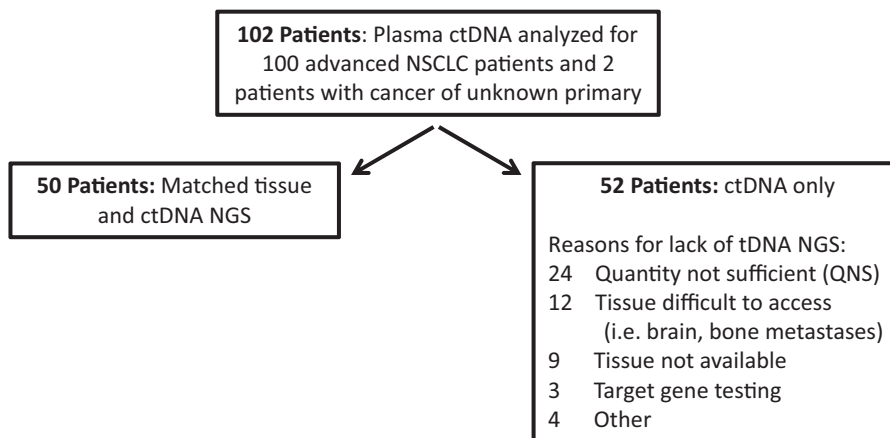 102 Patients: Plasma ctDNA analyzed for
100 advanced NSCLC patients and 2
patients with cancer of unknown primary
50 Patients: Matched tissue
and ctDNA NGS
52 Patients: ctDNA only
Reasons for lack of tDNA NGS:
24 Quantity not sufficient (QNS)
12 Tissue difficult to access
(i.e. brain, bone metastases)
9 Tissue not available
3 Target gene testing
4 Other